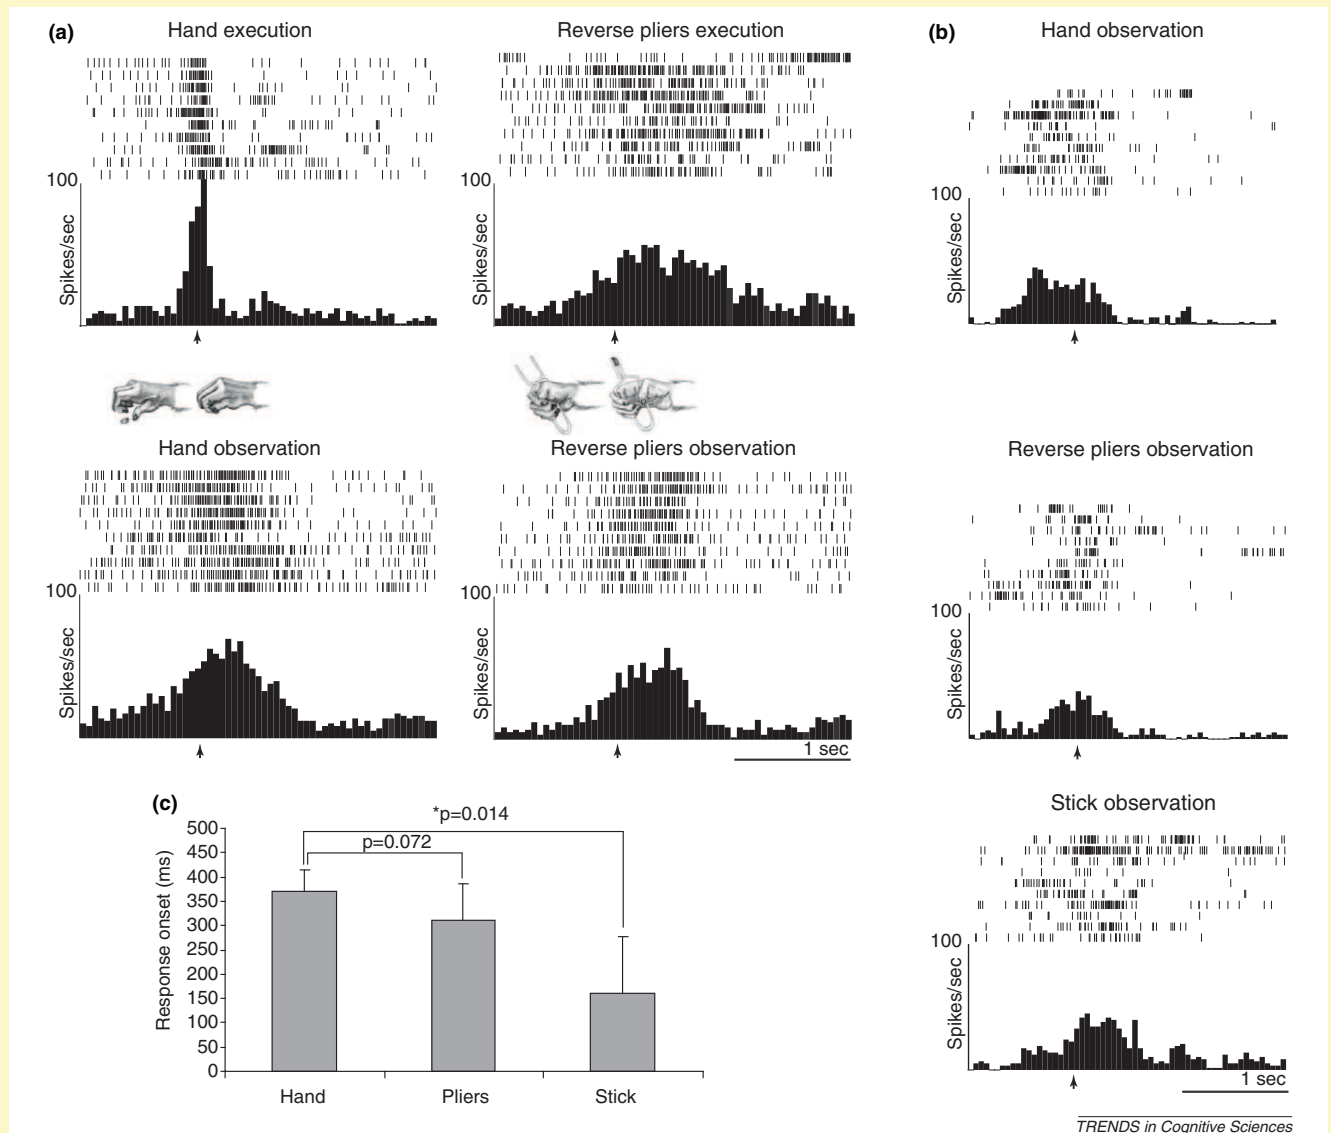 (a)
Hand execution
Reverse pliers execution
100
Spikes/sec
100
Spikes/sec
Hand observation
Reverse pliers observation
100
Spikes/sec
100
Spikes/sec
1 sec
(b)
Hand observation
100
Spikes/sec
Reverse pliers observation
100
Spikes/sec
Stick observation
100
Spikes/sec
1 sec
(c)
*p=0.014
p=0.072
Response onset (ms)
500
450
400
350
300
250
200
150
100
50
0
Hand
Pliers
Stick
TRENDS in Cognitive Sciences